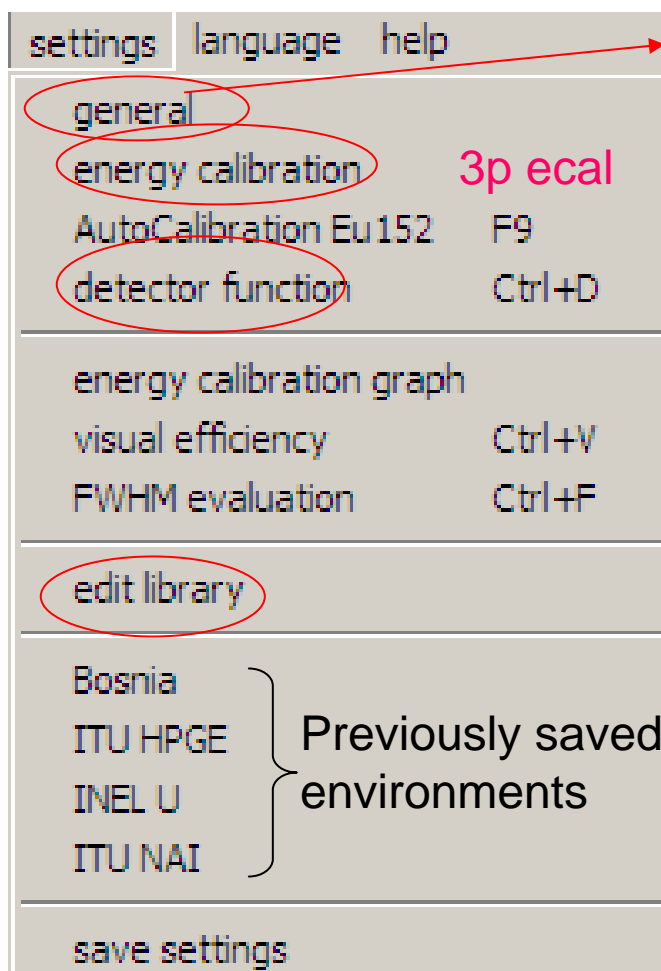 settings language help
general
energy calibration 3p ecal
AutoCalibration Eu152 F9
detector function Ctrl+D
energy calibration graph
visual efficiency Ctrl+V
FWHM evaluation Ctrl+F
edit library
Bosnia
ITU HPGE
Previously saved
INEL U
environments
ITU NAI
save settings